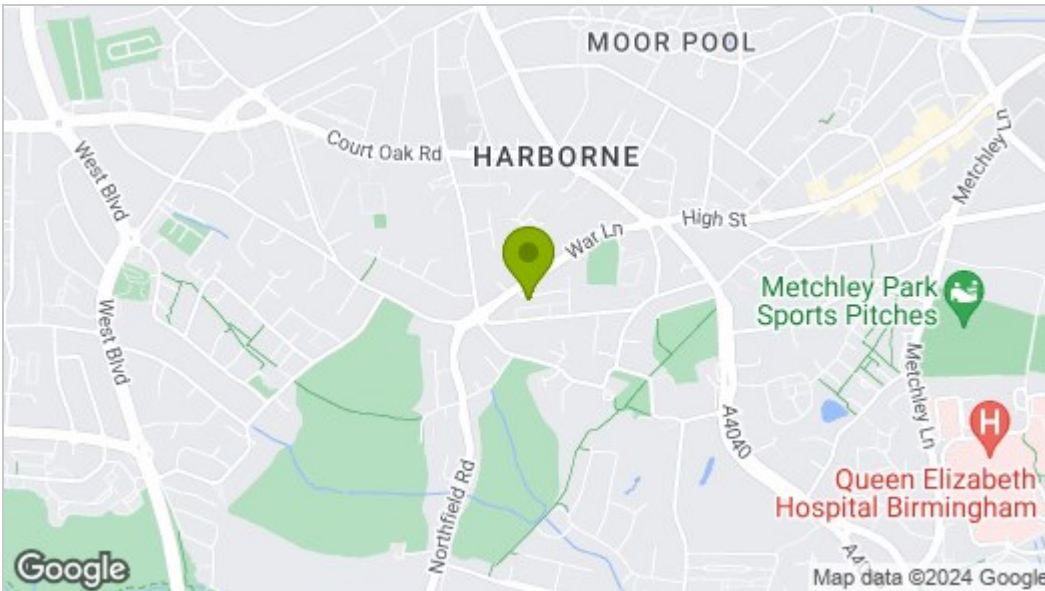 MOOR POOL
Court Oak Rd
HARBORNE
West Blvd
Metchley Ln
High St
War Ln
Metchley Park
Sports Pitches
West Blvd
Metchley Ln
A4040
H
Queen Elizabeth
Hospital Birmingham
Northfield Rd
Google
Map data ©2024 Google